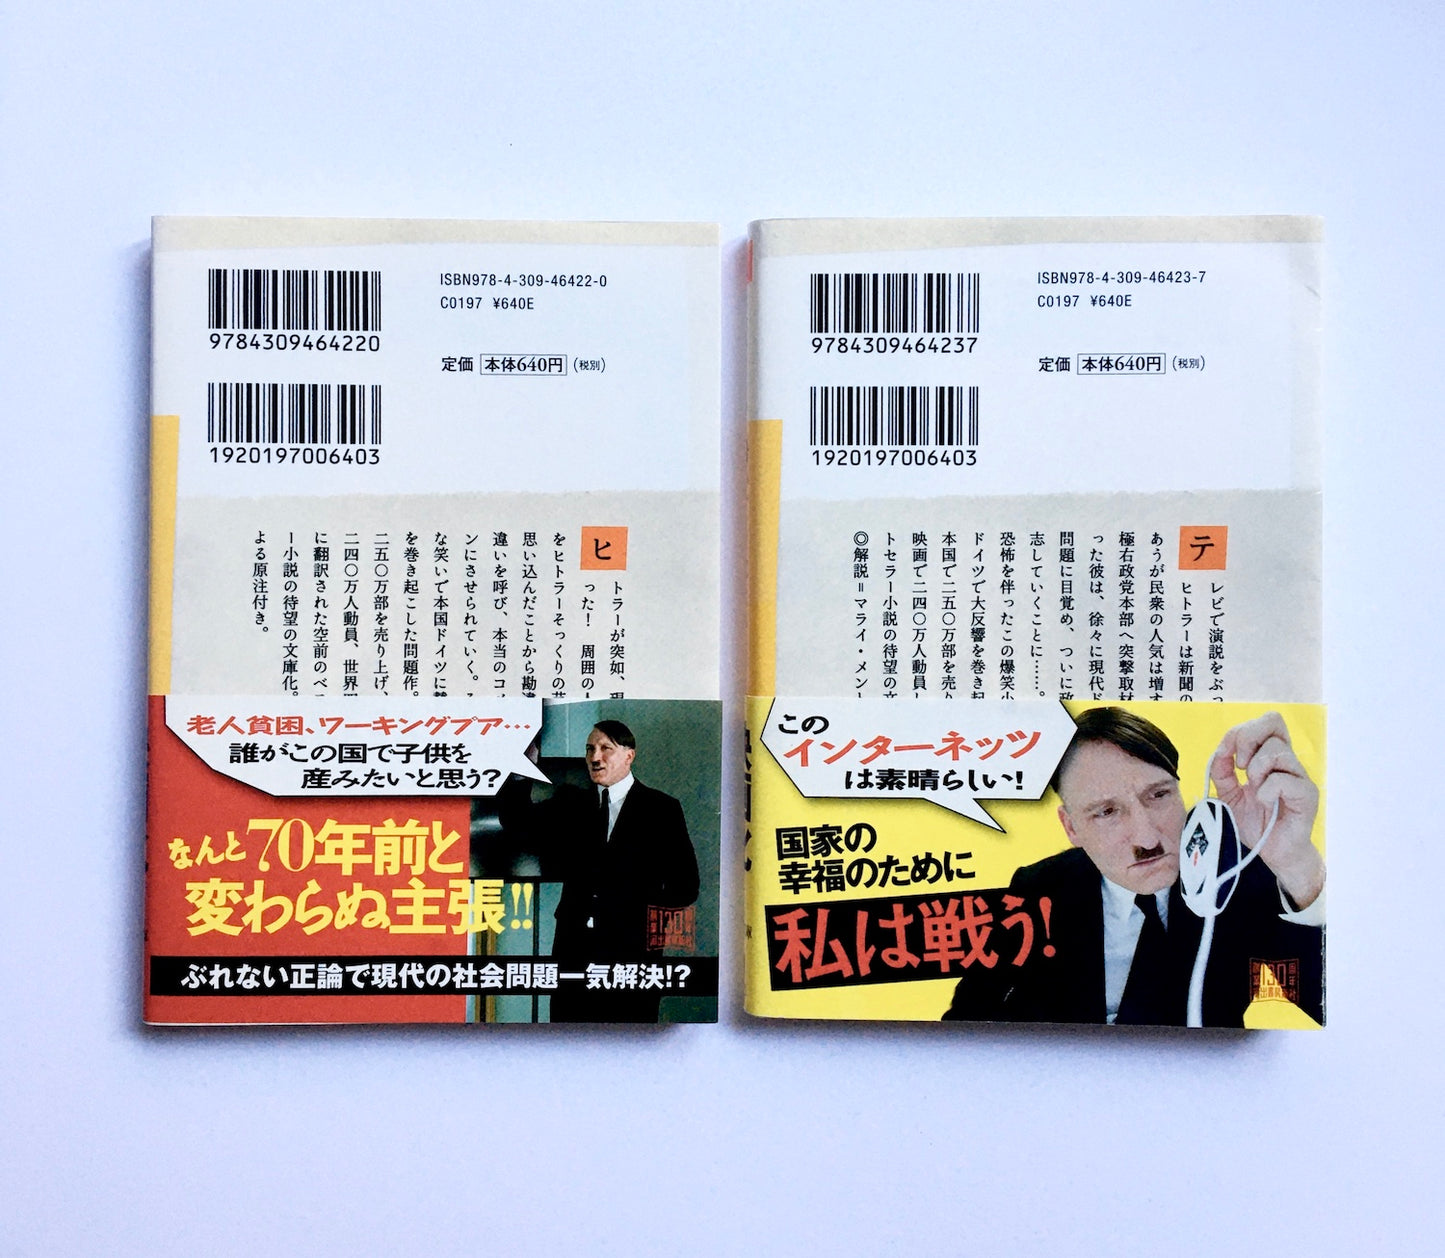 9784309464220
1920197006403
ISBN978-4-309-46422-0
C0197 ¥640E
定価 本体640円(税別)
ヒトラーが突如、現
った! 周囲の人
をヒトラーそっくりの芸
思い込んだことから勘違
違いを呼び、本当のコメ
ンにさせられていく。
な笑いで本国ドイツに
を巻き起こした問題作。
二五〇万部を売り上げ、
二四〇万人動員、世界
に翻訳された空前のベス
ー小説の待望の文庫化。
よる原注付き。
老人貧困、ワーキングプア…
誰がこの国で子供を
産みたいと思う?
なんと70年前と
変わらぬ主張!!
ぶれない正論で現代の社会問題一気解決!?
9784309464237
1920197006403
ISBN978-4-309-46423-7
C0197 ¥640E
定価 本体640円(税別)
テレビで演説をぶっ
ヒトラーは新聞の
あうが民衆の人気は増す
極右政党本部へ突撃取材
った彼は、徐々に現代ド
問題に目覚め、ついに政
志していくことに……。
恐怖を伴ったこの爆笑小
ドイツで大反響を巻き起
本国で二五〇万部を売り
映画で二四〇万人動員し
トセラー小説の待望の文
◎解説=マライ・メント
この
インターネッツ
は素晴らしい!
国家の
幸福のために
私は戦う!
創業130周年
河出書房新社